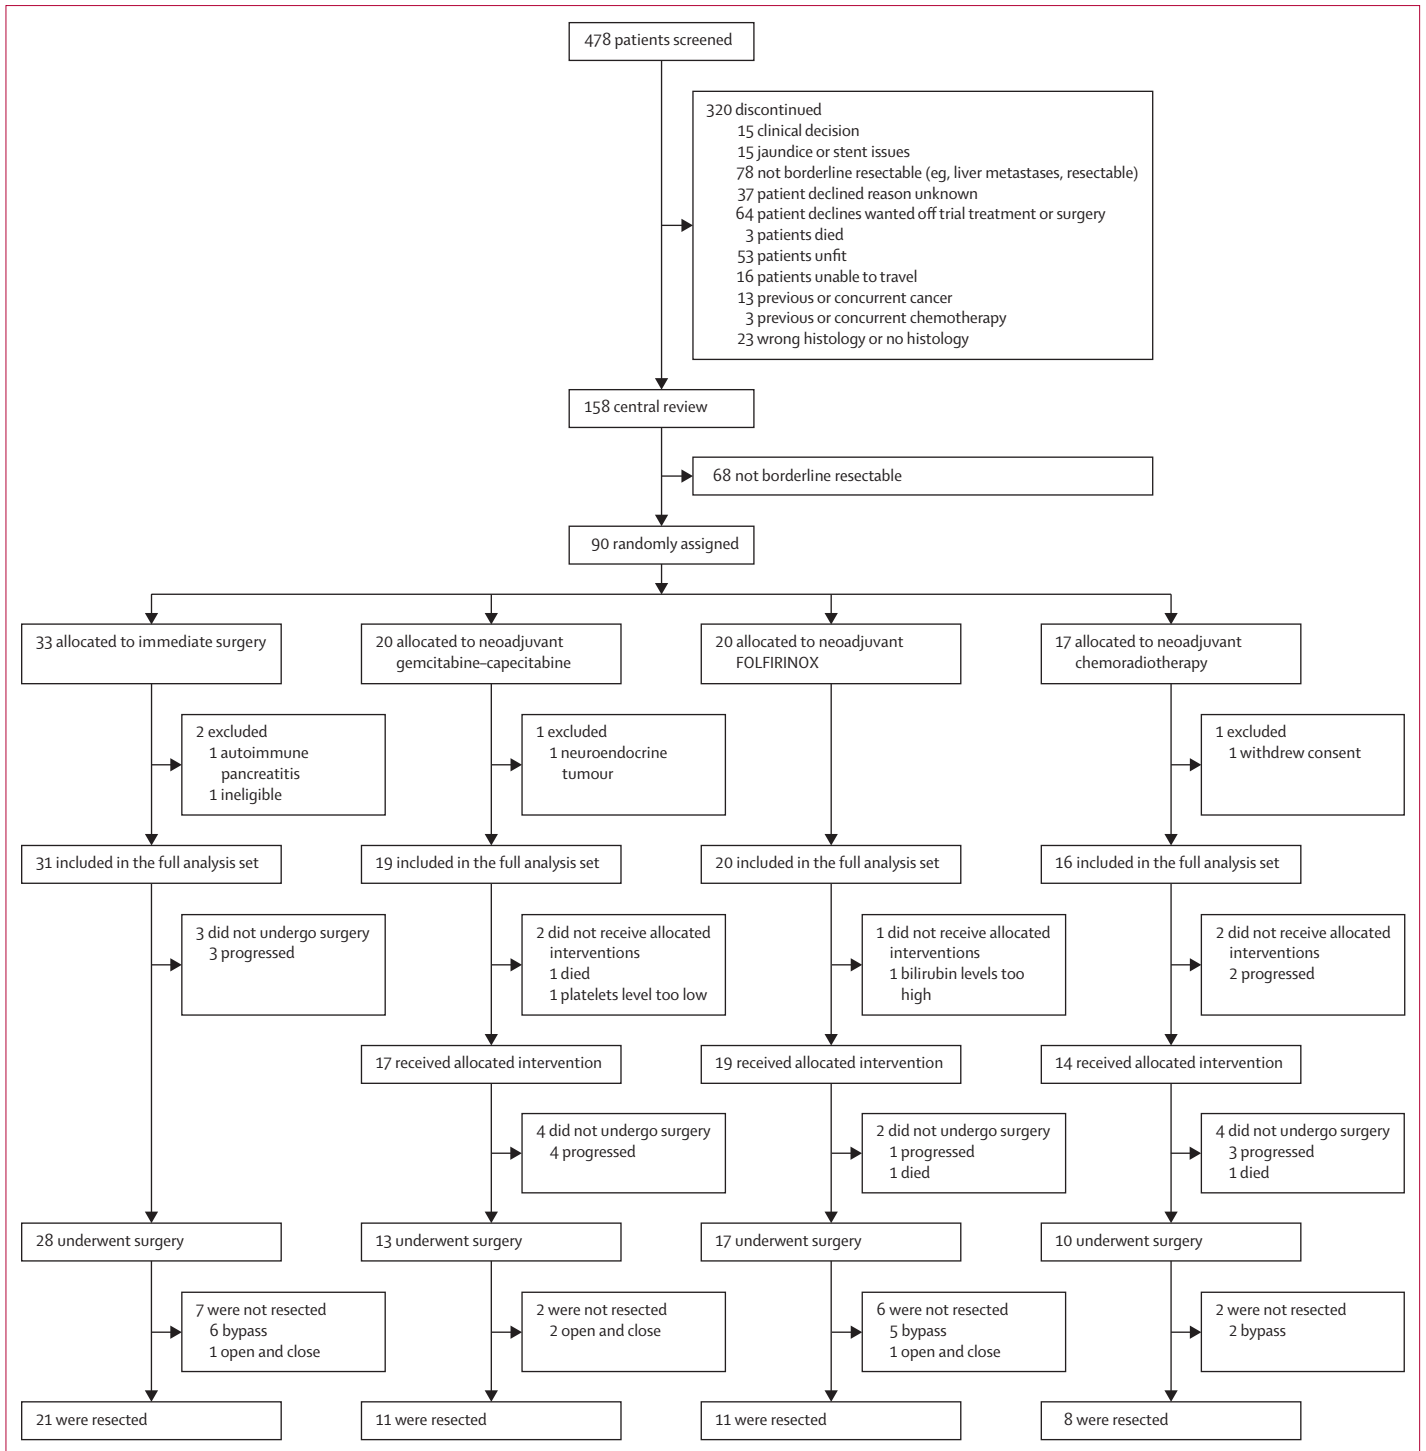 478 patients screened
320 discontinued
15 clinical decision
15 jaundice or stent issues
78 not borderline resectable (eg, liver metastases, resectable)
37 patient declined reason unknown
64 patient declines wanted off trial treatment or surgery
3 patients died
53 patients unfit
16 patients unable to travel
13 previous or concurrent cancer
3 previous or concurrent chemotherapy
23 wrong histology or no histology
158 central review
68 not borderline resectable
90 randomly assigned
33 allocated to immediate surgery
20 allocated to neoadjuvant
gemcitabine–capecitabine
20 allocated to neoadjuvant
FOLFIRINOX
17 allocated to neoadjuvant
chemoradiotherapy
2 excluded
1 autoimmune
pancreatitis
1 ineligible
1 excluded
1 neuroendocrine
tumour
1 excluded
1 withdrew consent
31 included in the full analysis set
19 included in the full analysis set
20 included in the full analysis set
16 included in the full analysis set
3 did not undergo surgery
3 progressed
2 did not receive allocated
interventions
1 died
1 platelets level too low
1 did not receive allocated
interventions
1 bilirubin levels too
high
2 did not receive allocated
interventions
2 progressed
17 received allocated intervention
19 received allocated intervention
14 received allocated intervention
4 did not undergo surgery
4 progressed
2 did not undergo surgery
1 progressed
1 died
4 did not undergo surgery
3 progressed
1 died
28 underwent surgery
13 underwent surgery
17 underwent surgery
10 underwent surgery
7 were not resected
6 bypass
1 open and close
2 were not resected
2 open and close
6 were not resected
5 bypass
1 open and close
2 were not resected
2 bypass
21 were resected
11 were resected
11 were resected
8 were resected